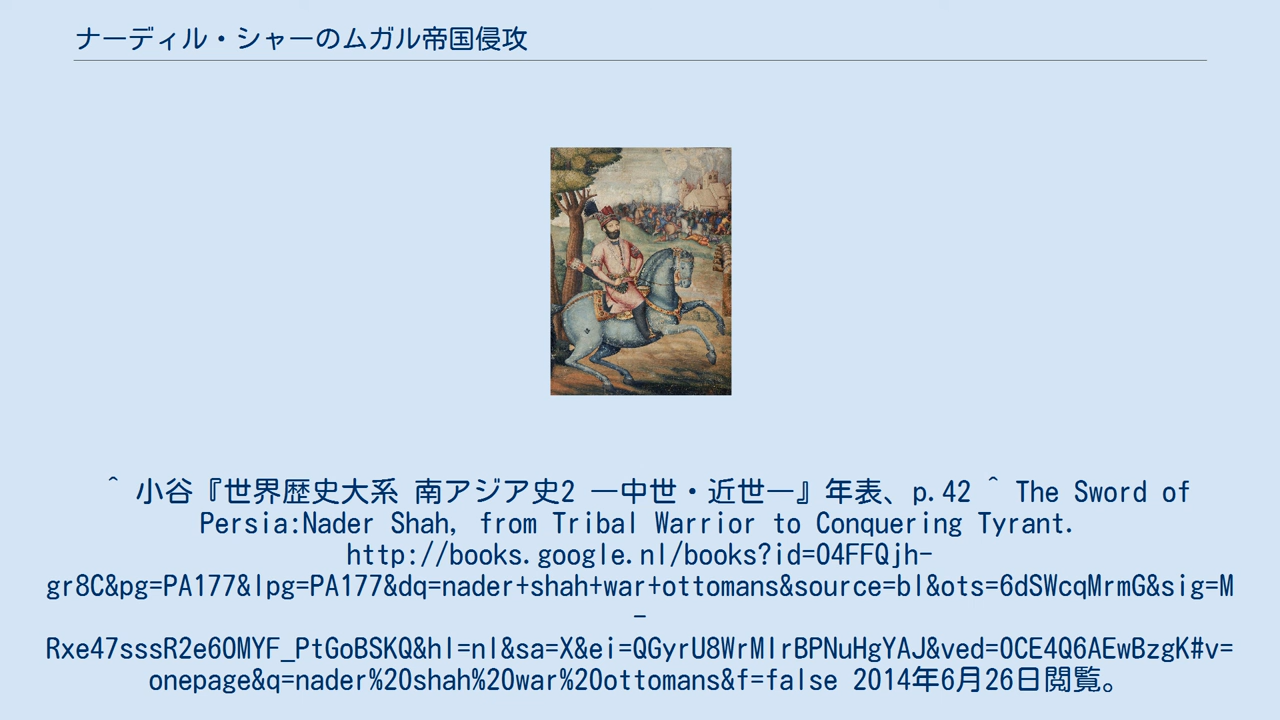 ナーディル・シャーのムガル帝国侵攻
^ 小谷『世界歴史大系 南アジア史2 ―中世・近世―』年表、p.42 ^ The Sword of
Persia:Nader Shah, from Tribal Warrior to Conquering Tyrant.
http://books.google.nl/books?id=O4FFQjh-
gr8C&pg=PA177&lpg=PA177&dq=nader+shah+war+ottomans&source=bl&ots=6dSWcqMrmG&sig=M
-
Rxe47sssR2e6OMYF_PtGoBSKQ&hl=nl&sa=X&ei=QGyrU8WrMIrBPNuHgYAJ&ved=0CE4Q6AEwBzgK#v=
onepage&q=nader%20shah%20war%20ottomans&f=false 2014年6月26日閲覧。